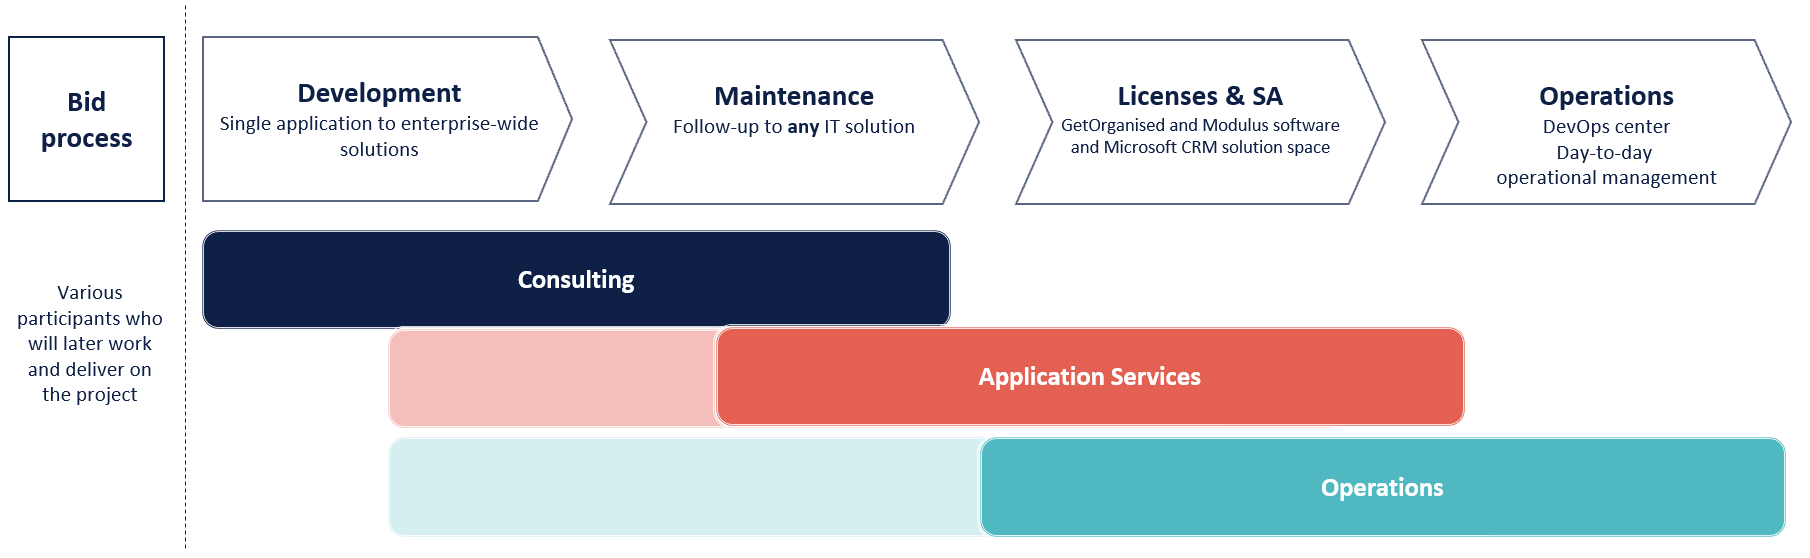 Bid
process
Development
Single application to enterprise-wide
solutions
Maintenance
Follow-up to any IT solution
Licenses & SA
GetOrganised and Modulus software
and Microsoft CRM solution space
Operations
DevOps center
Day-to-day
operational management
Various
participants who
will later work
and deliver on
the project
Consulting
Application Services
Operations